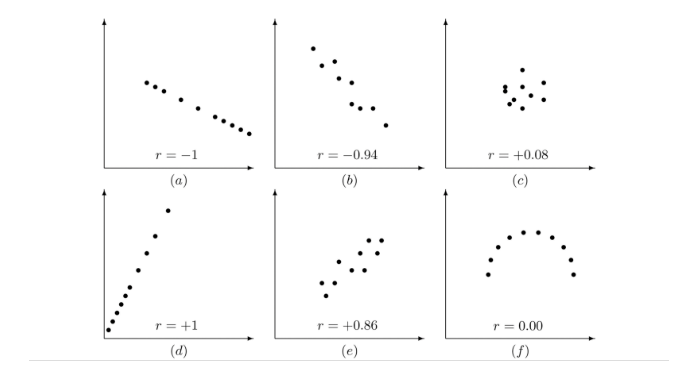 r = −1
r = −0.94
r = +0.08
(a)
(b)
(c)
r = +1
r = +0.86
r = 0.00
(d)
(e)
(f)